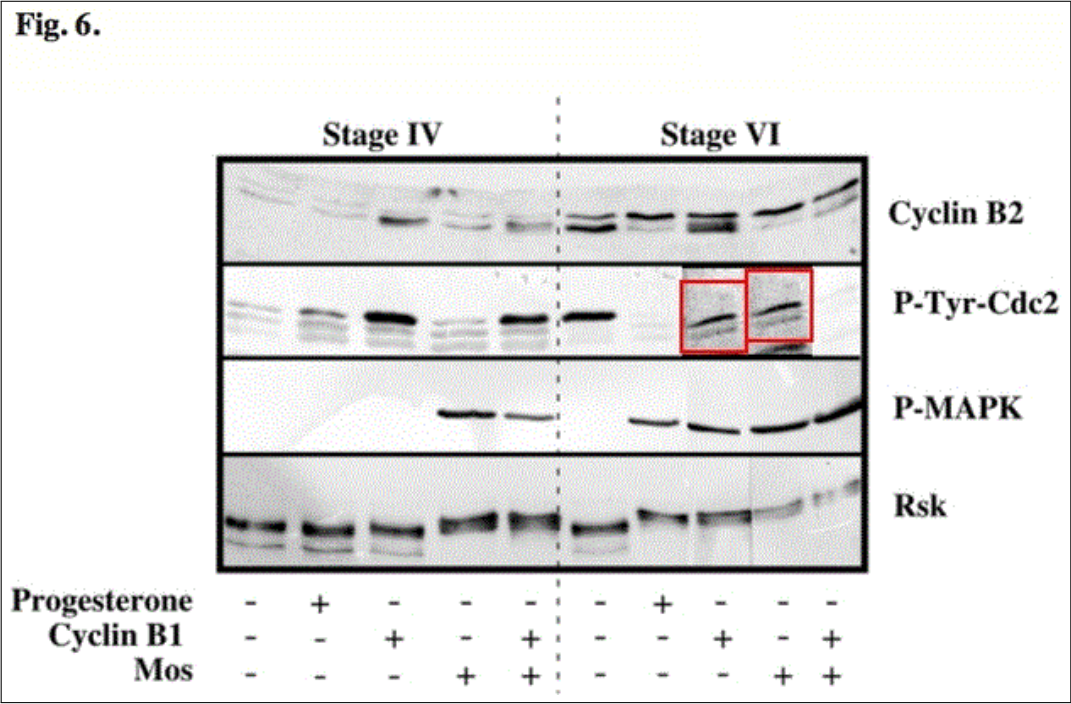 Fig. 6.
Stage IV Stage VI
Cyclin B2
P-Tyr-Cdc2
P-MAPK
Rsk
Progesterone - + - - - - + - - -
Cyclin B1 - - + - + - - + - +
Mos - - - + + - - - + +